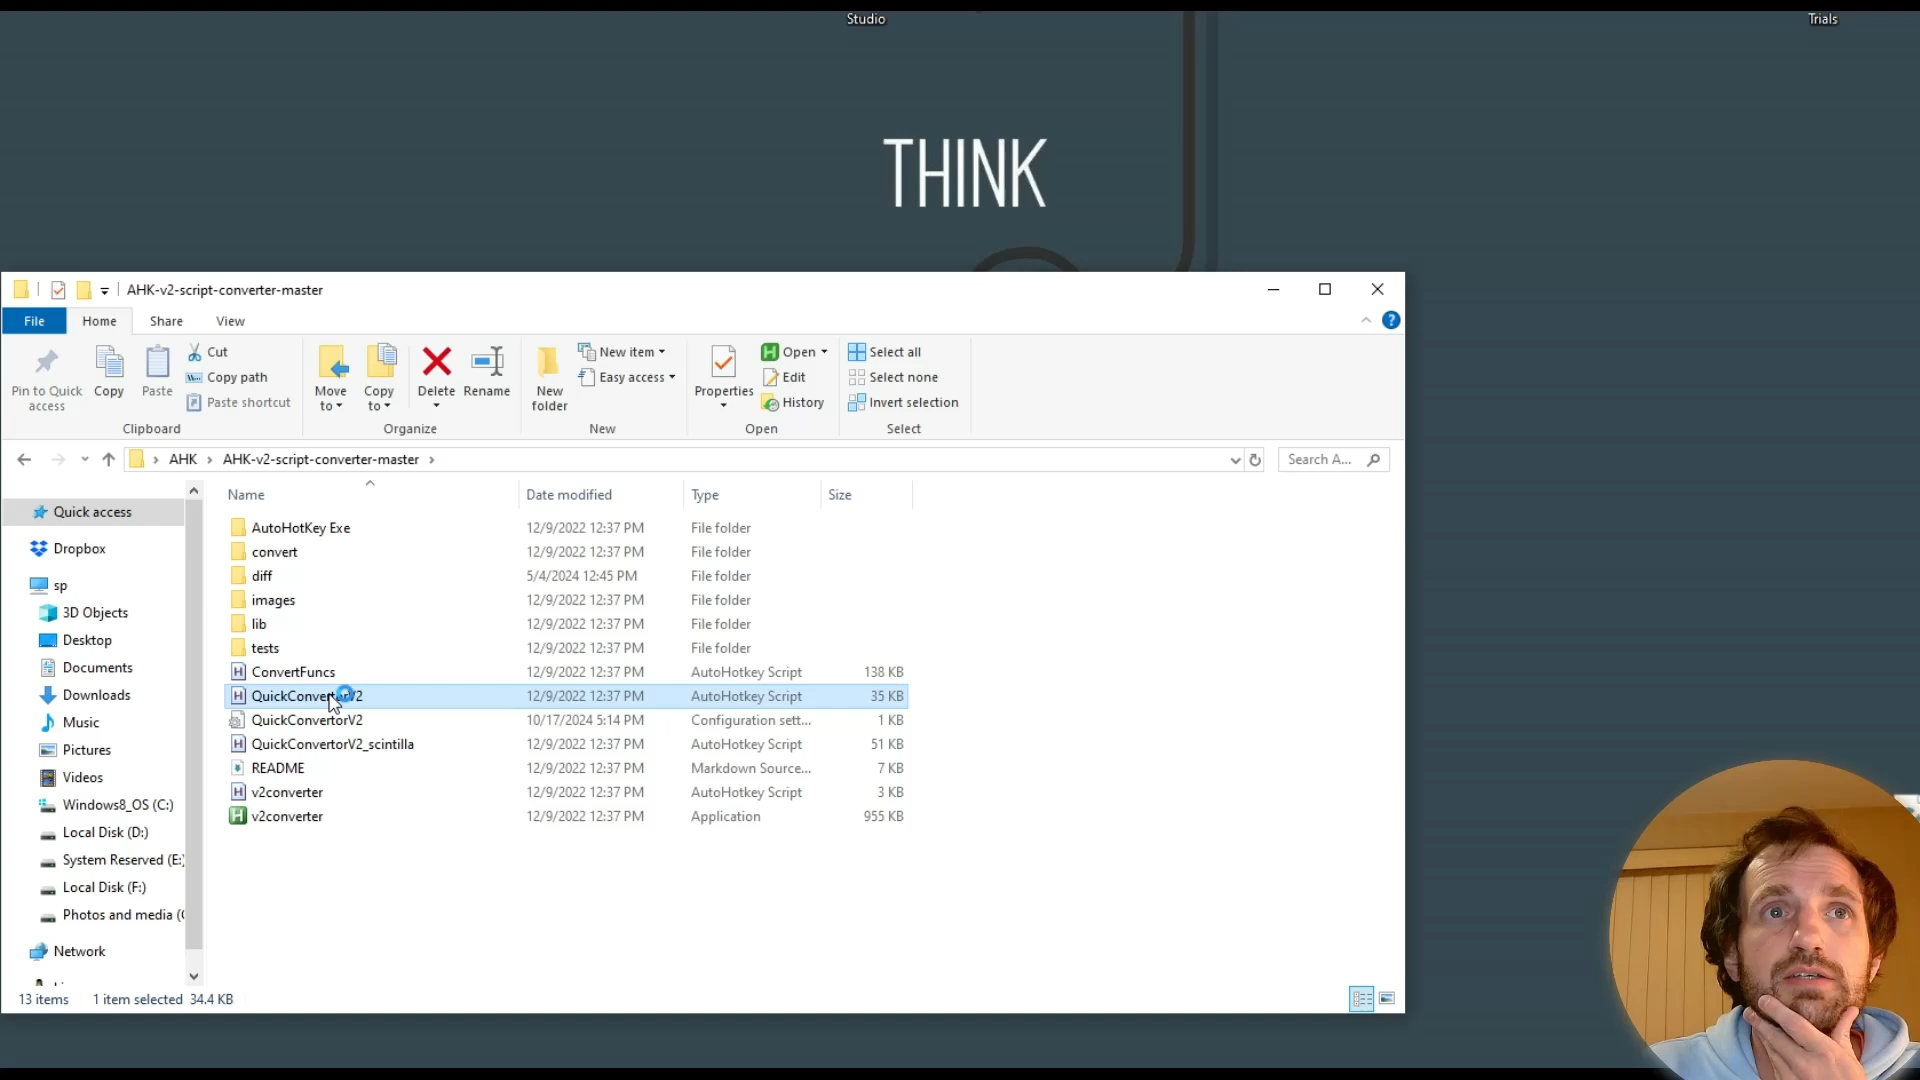 Studio
Trials
THINK
AHK-v2-script-converter-master
File Home Share View
Pin to Quick access
Copy
Paste
Cut
Copy path
Paste shortcut
Clipboard
Move to
Copy to
Delete
Rename
Organize
New folder
New item
Easy access
New
Properties
Open
Edit
History
Open
Select all
Select none
Invert selection
Select
AHK > AHK-v2-script-converter-master >
Search A...
Quick access
Dropbox
sp
3D Objects
Desktop
Documents
Downloads
Music
Pictures
Videos
Windows8_OS (C:)
Local Disk (D:)
System Reserved (E:)
Local Disk (F:)
Photos and media (
Network
Name Date modified Type Size
AutoHotKey Exe 12/9/2022 12:37 PM File folder
convert 12/9/2022 12:37 PM File folder
diff 5/4/2024 12:45 PM File folder
images 12/9/2022 12:37 PM File folder
lib 12/9/2022 12:37 PM File folder
tests 12/9/2022 12:37 PM File folder
ConvertFuncs 12/9/2022 12:37 PM AutoHotkey Script 138 KB
QuickConvertorV2 12/9/2022 12:37 PM AutoHotkey Script 35 KB
QuickConvertorV2 10/17/2024 5:14 PM Configuration sett... 1 KB
QuickConvertorV2_scintilla 12/9/2022 12:37 PM AutoHotkey Script 51 KB
README 12/9/2022 12:37 PM Markdown Source... 7 KB
v2converter 12/9/2022 12:37 PM AutoHotkey Script 3 KB
v2converter 12/9/2022 12:37 PM Application 955 KB
13 items 1 item selected 34.4 KB